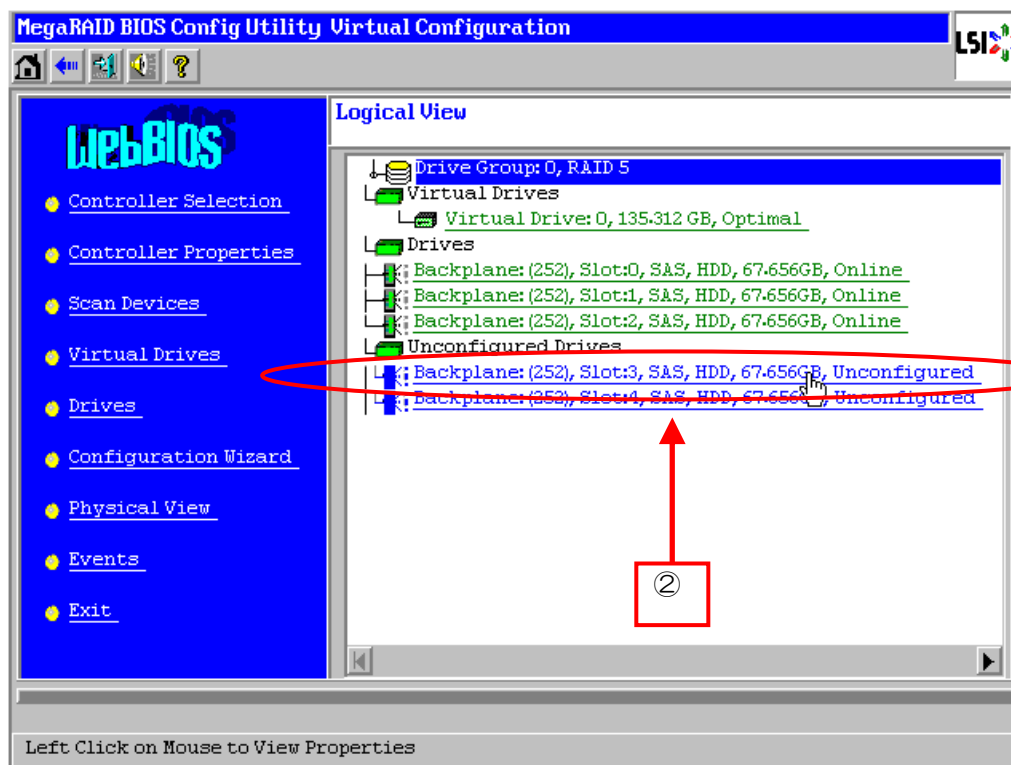 MegaRAID BIOS Config Utility Virtual Configuration
LSI
WebBIOS
Controller Selection
Controller Properties
Scan Devices
Virtual Drives
Drives
Configuration Wizard
Physical View
Events
Exit
Logical View
Drive Group: 0, RAID 5
Virtual Drives
Virtual Drive: 0, 135.312 GB, Optimal
Drives
Backplane: (252), Slot:0, SAS, HDD, 67.656GB, Online
Backplane: (252), Slot:1, SAS, HDD, 67.656GB, Online
Backplane: (252), Slot:2, SAS, HDD, 67.656GB, Online
Unconfigured Drives
Backplane: (252), Slot:3, SAS, HDD, 67.656GB, Unconfigured
Backplane: (252), Slot:4, SAS, HDD, 67.656GB, Unconfigured
②
Left Click on Mouse to View Properties